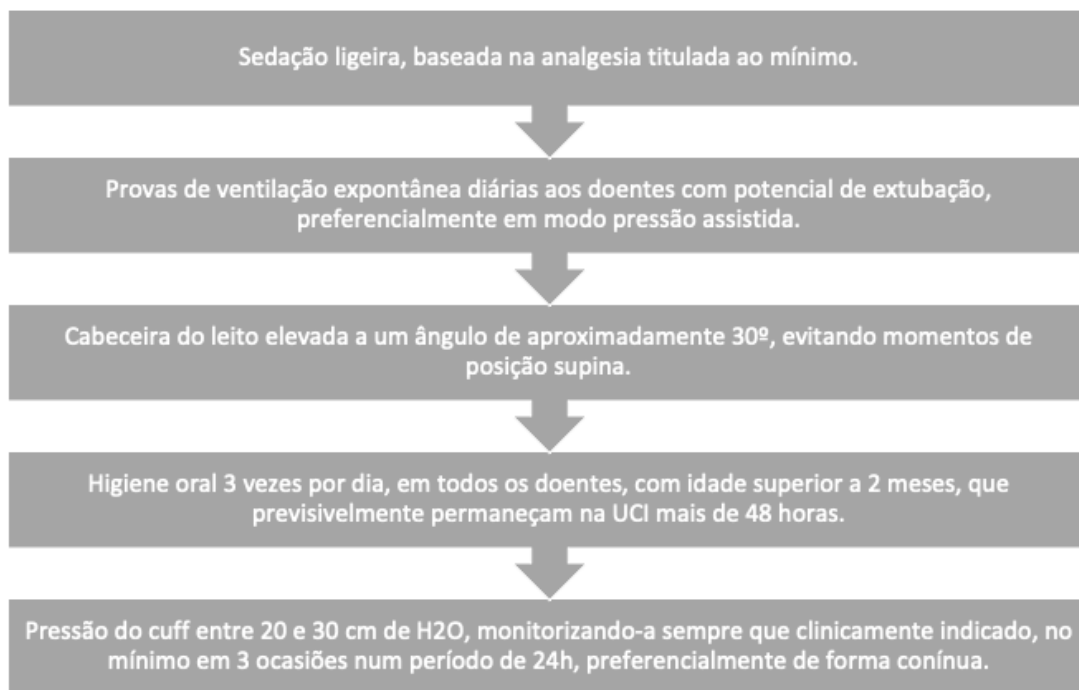 Sedação ligeira, baseada na analgesia titulada ao mínimo.
Provas de ventilação expontânea diárias aos doentes com potencial de extubação,
preferencialmente em modo pressão assistida.
Cabeceira do leito elevada a um ângulo de aproximadamente 30º, evitando momentos de
posição supina.
Higiene oral 3 vezes por dia, em todos os doentes, com idade superior a 2 meses, que
previsivelmente permaneçam na UCI mais de 48 horas.
Pressão do cuff entre 20 e 30 cm de H2O, monitorizando-a sempre que clinicamente indicado, no
mínimo em 3 ocasiões num período de 24h, preferencialmente de forma conínua.